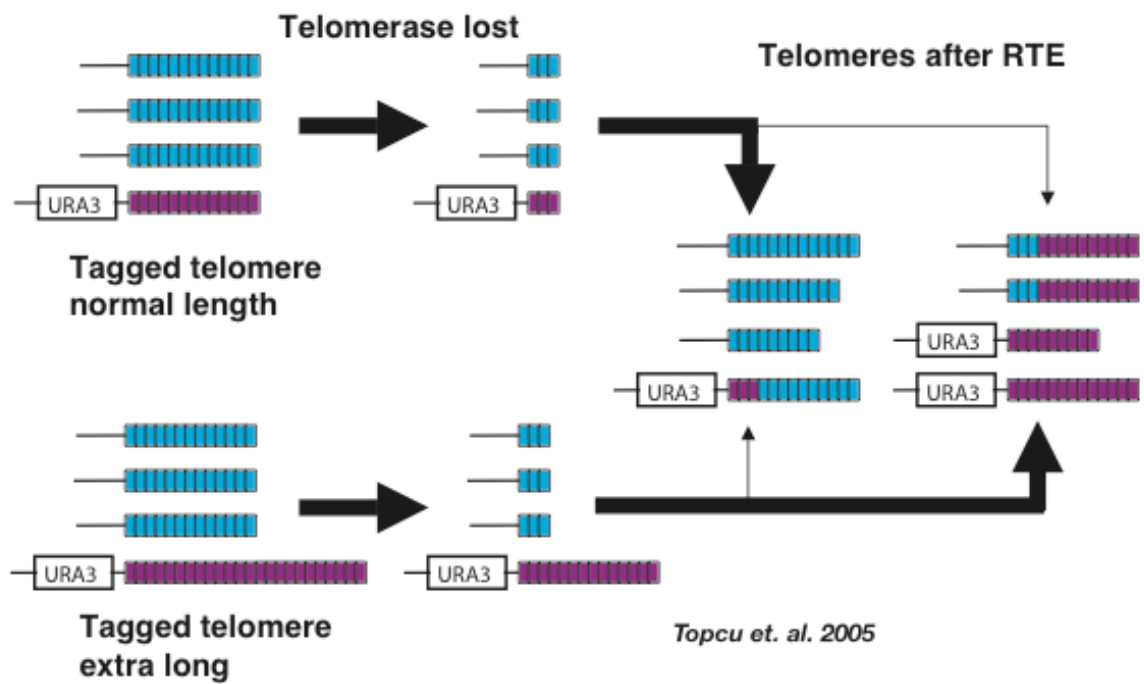 Telomerase lost
Telomeres after RTE
URA3
URA3
Tagged telomere
normal length
URA3
URA3
URA3
URA3
URA3
Tagged telomere
extra long
Topcu et. al. 2005